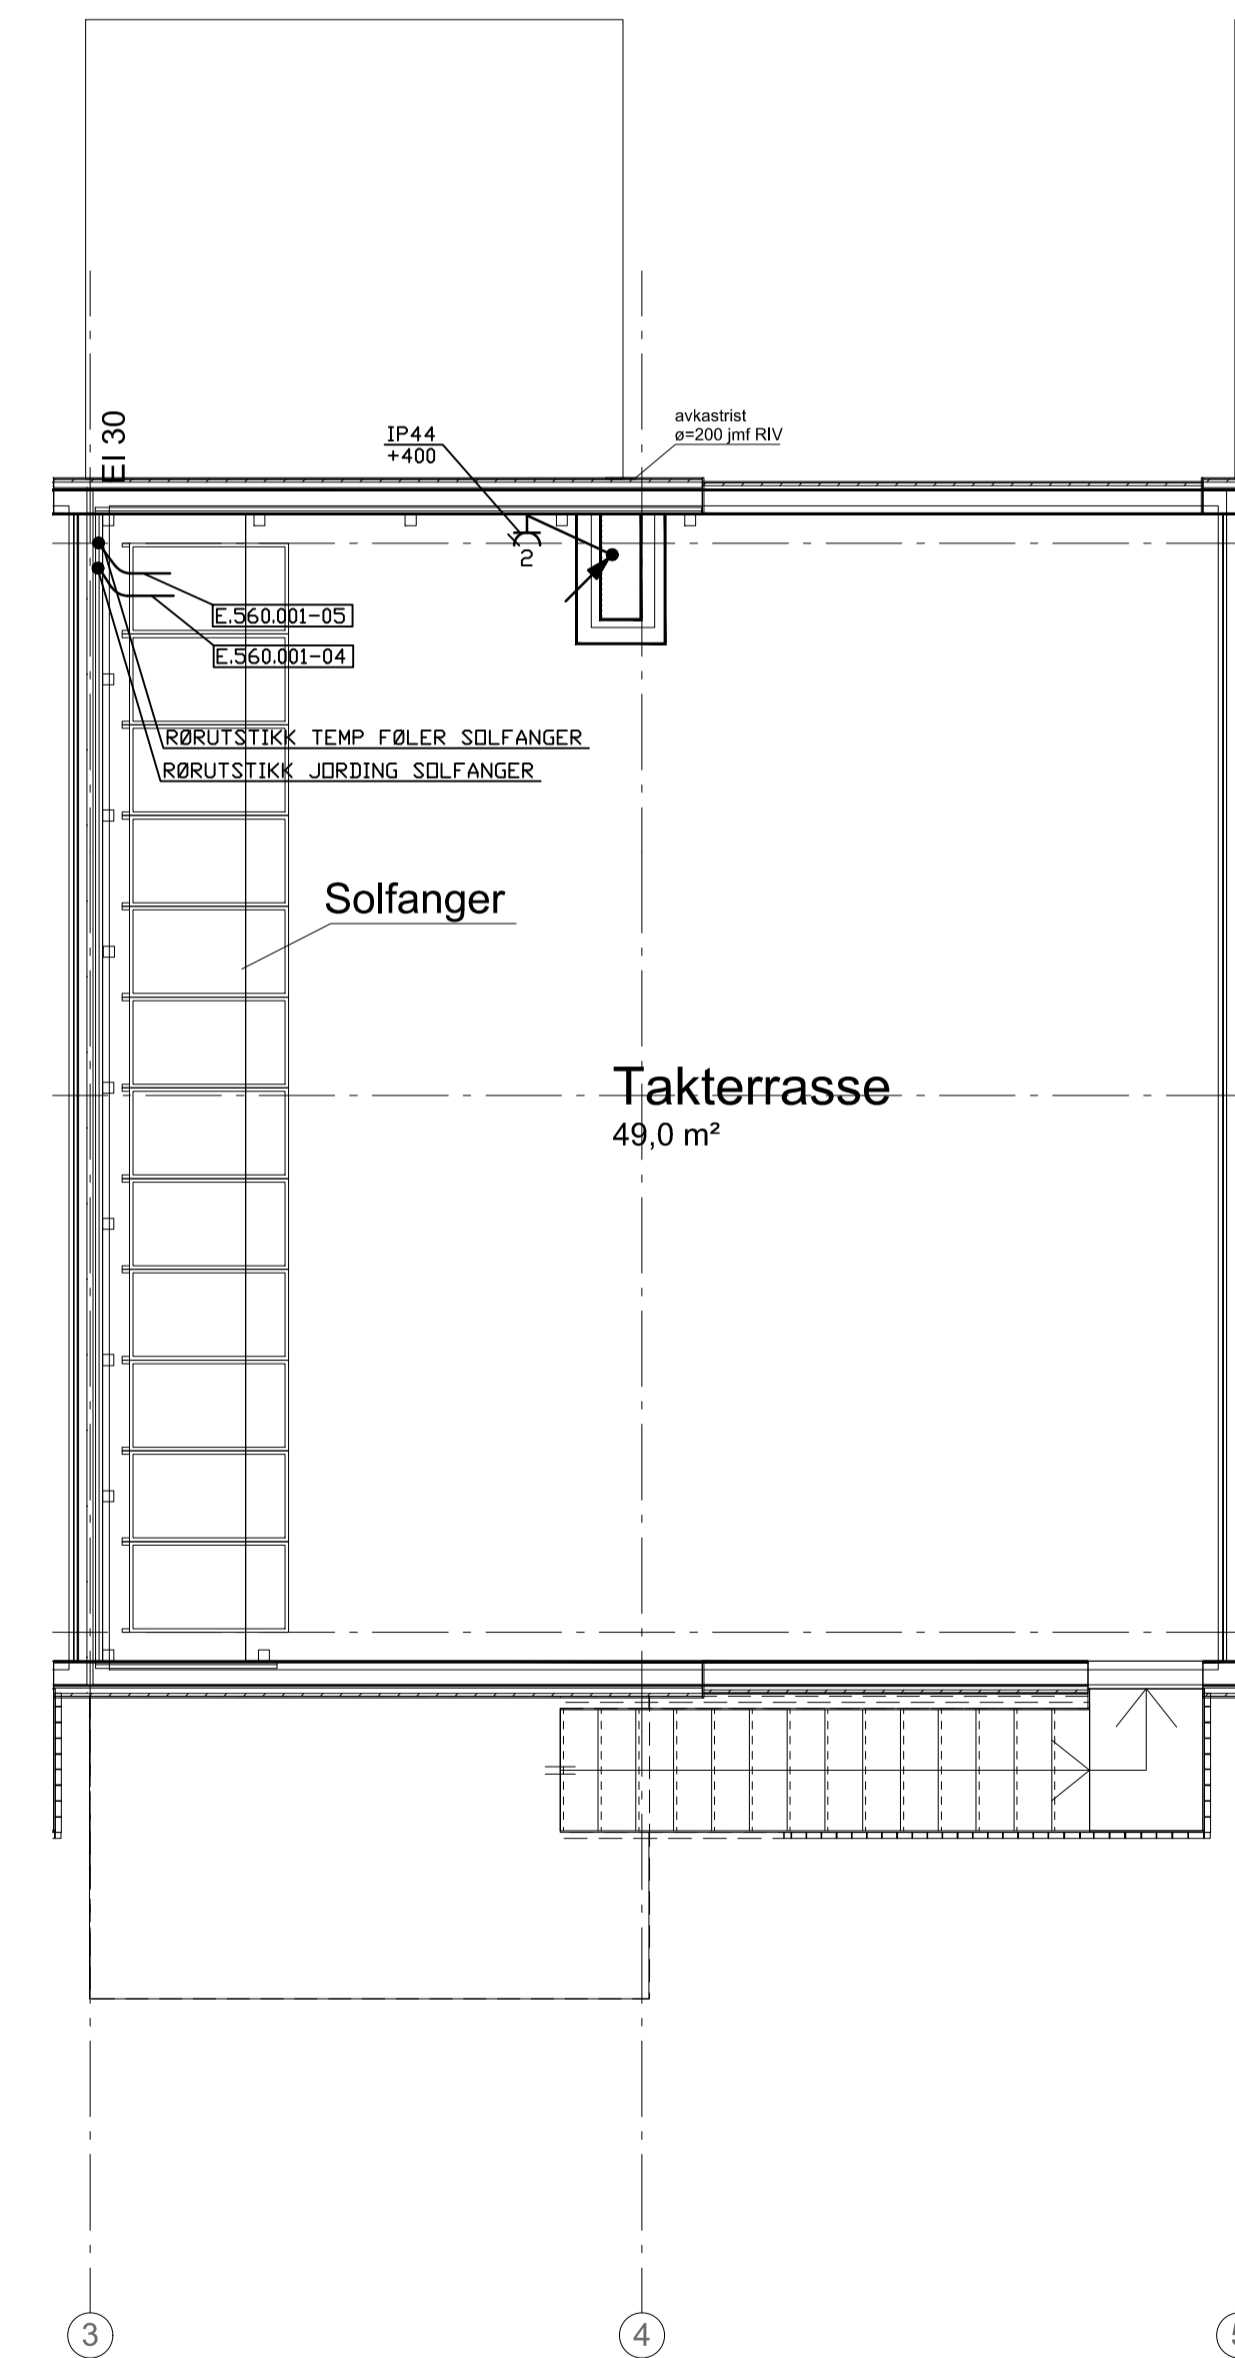 avkastrist
ø=200 jmf RIV
EI 30
IP44
+400
2
E.560.001-05
E.560.001-04
RØRUTSTIKK TEMP FØLER SOLFANGER
RØRUTSTIKK JORDING SOLFANGER
Solfanger
Takterrasse
49,0 m²
3
4
5